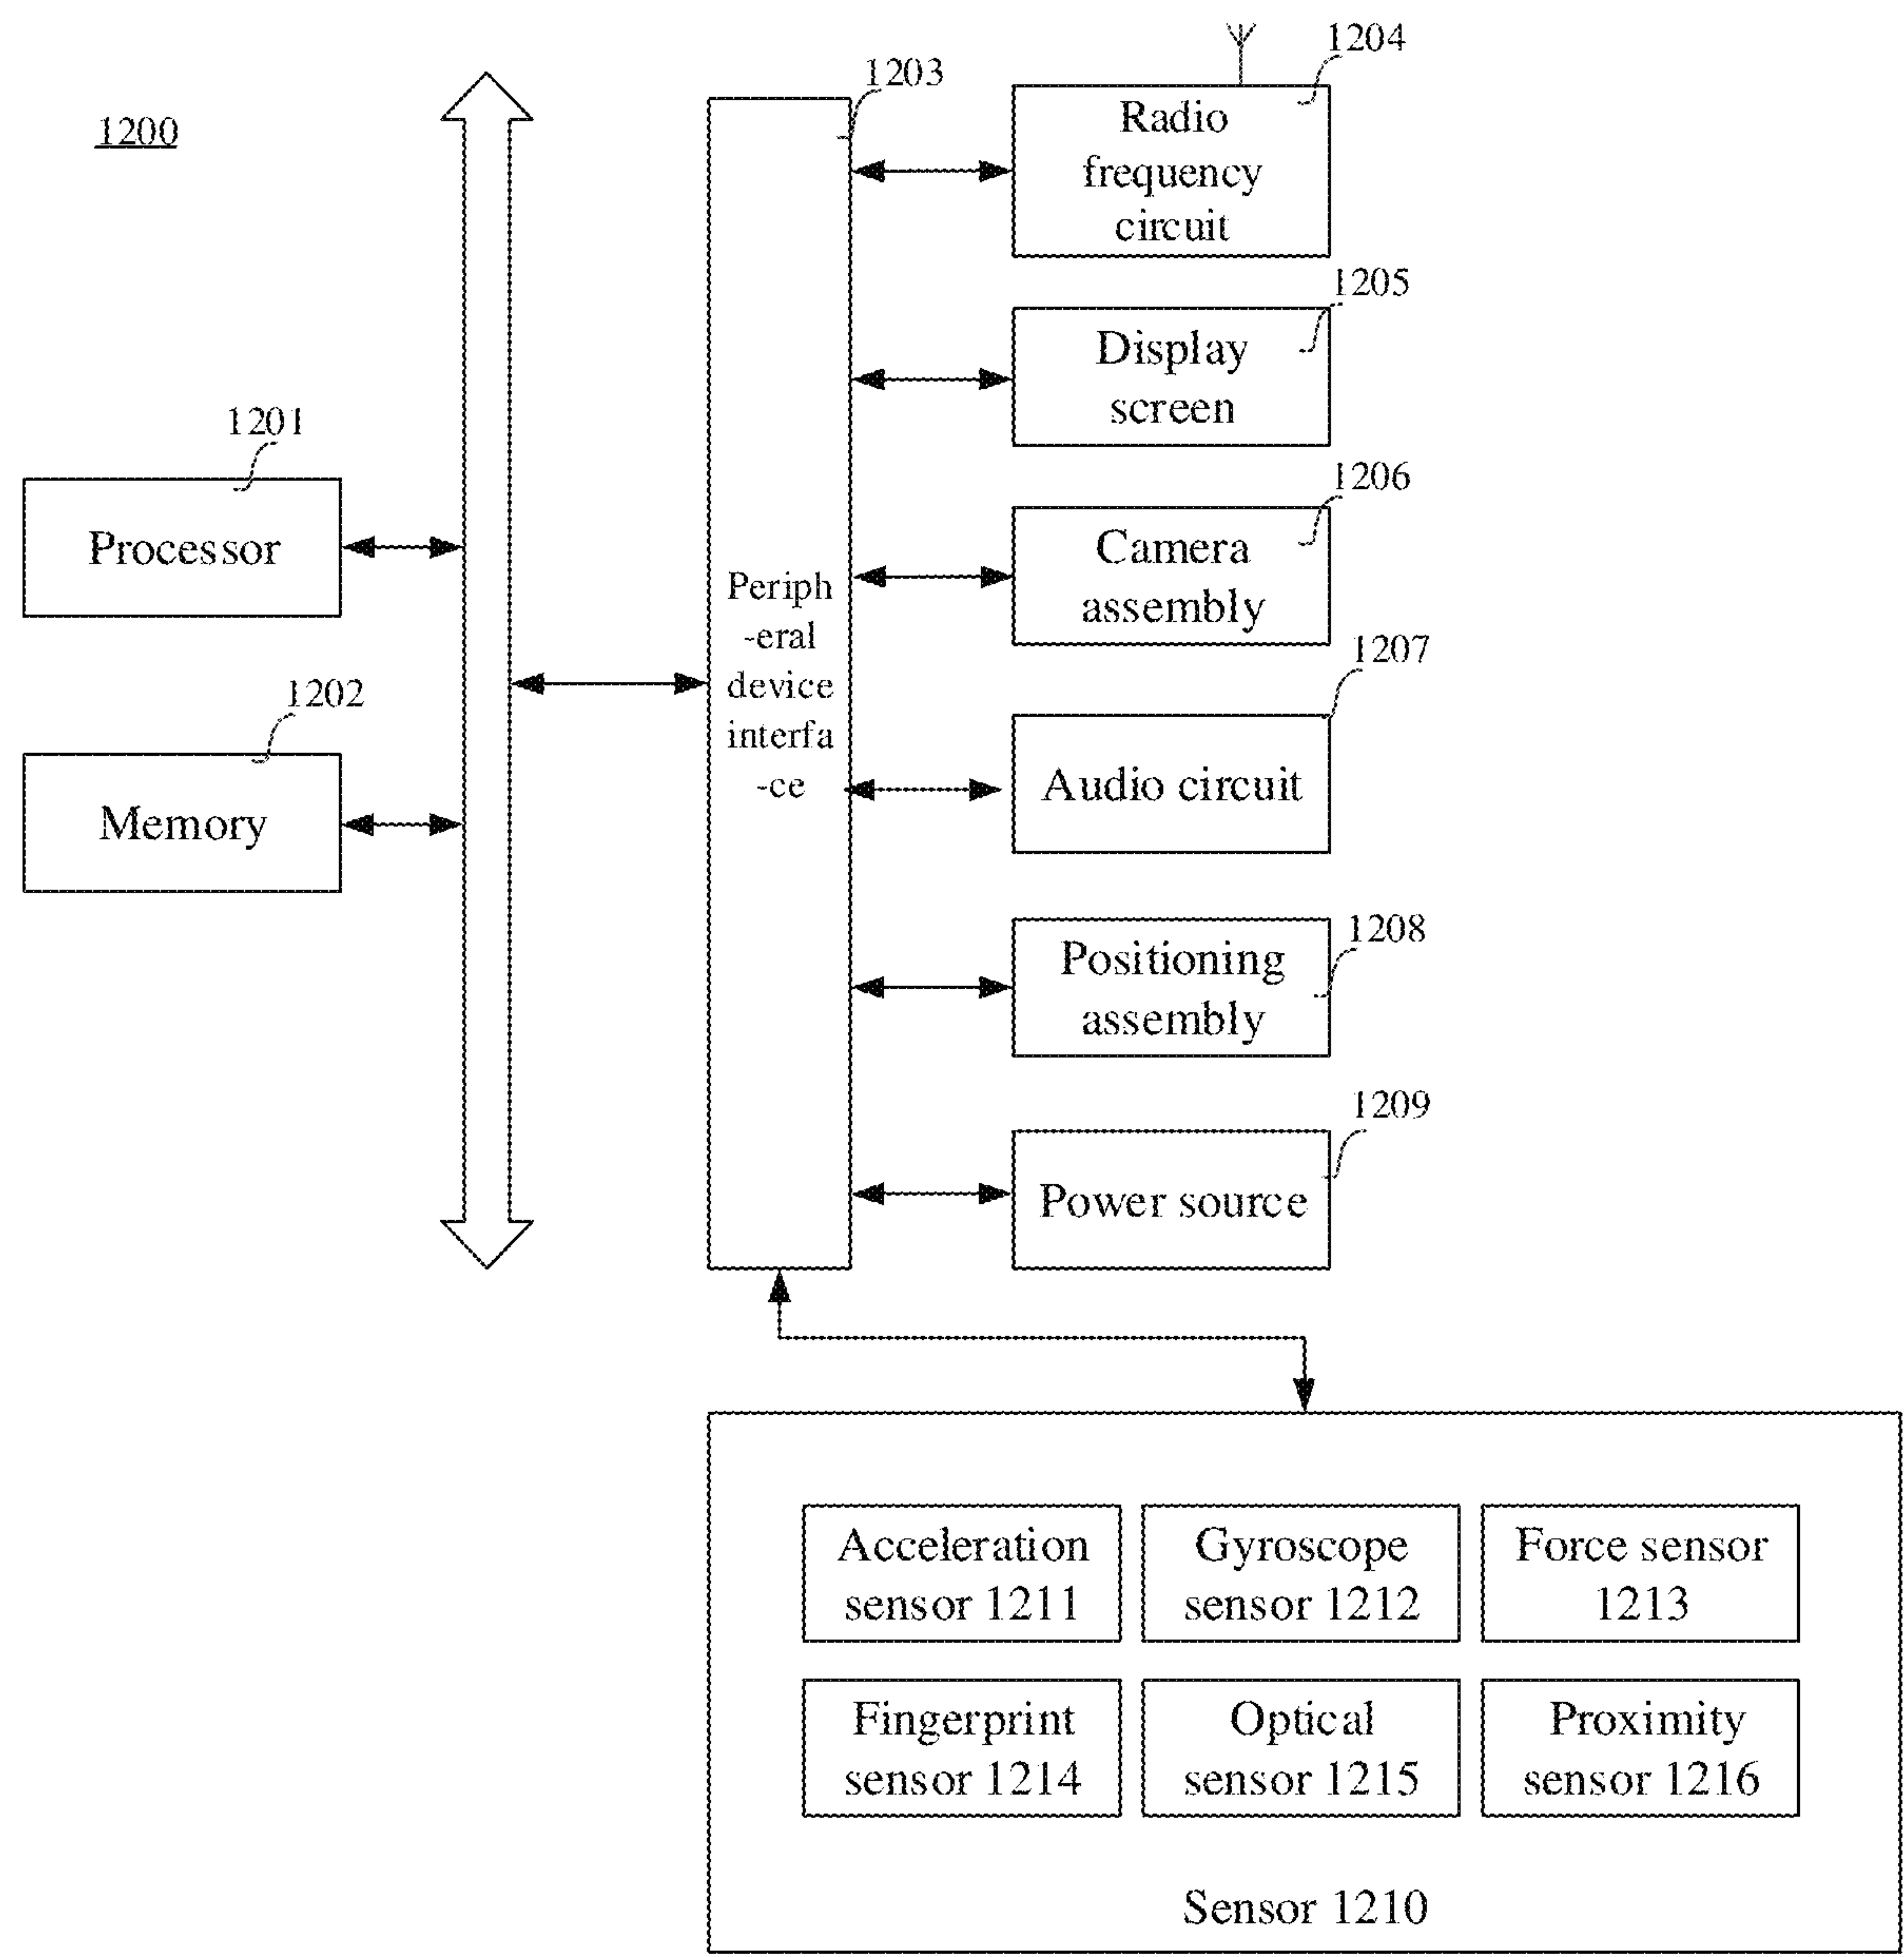 1200
1201
Processor
1202
Memory
1203
Periph
-eral
device
interfa
-ce
1204
Radio
frequency
circuit
1205
Display
screen
1206
Camera
assembly
1207
Audio circuit
1208
Positioning
assembly
1209
Power source
Acceleration
sensor 1211
Gyroscope
sensor 1212
Force sensor
1213
Fingerprint
sensor 1214
Optical
sensor 1215
Proximity
sensor 1216
Sensor 1210